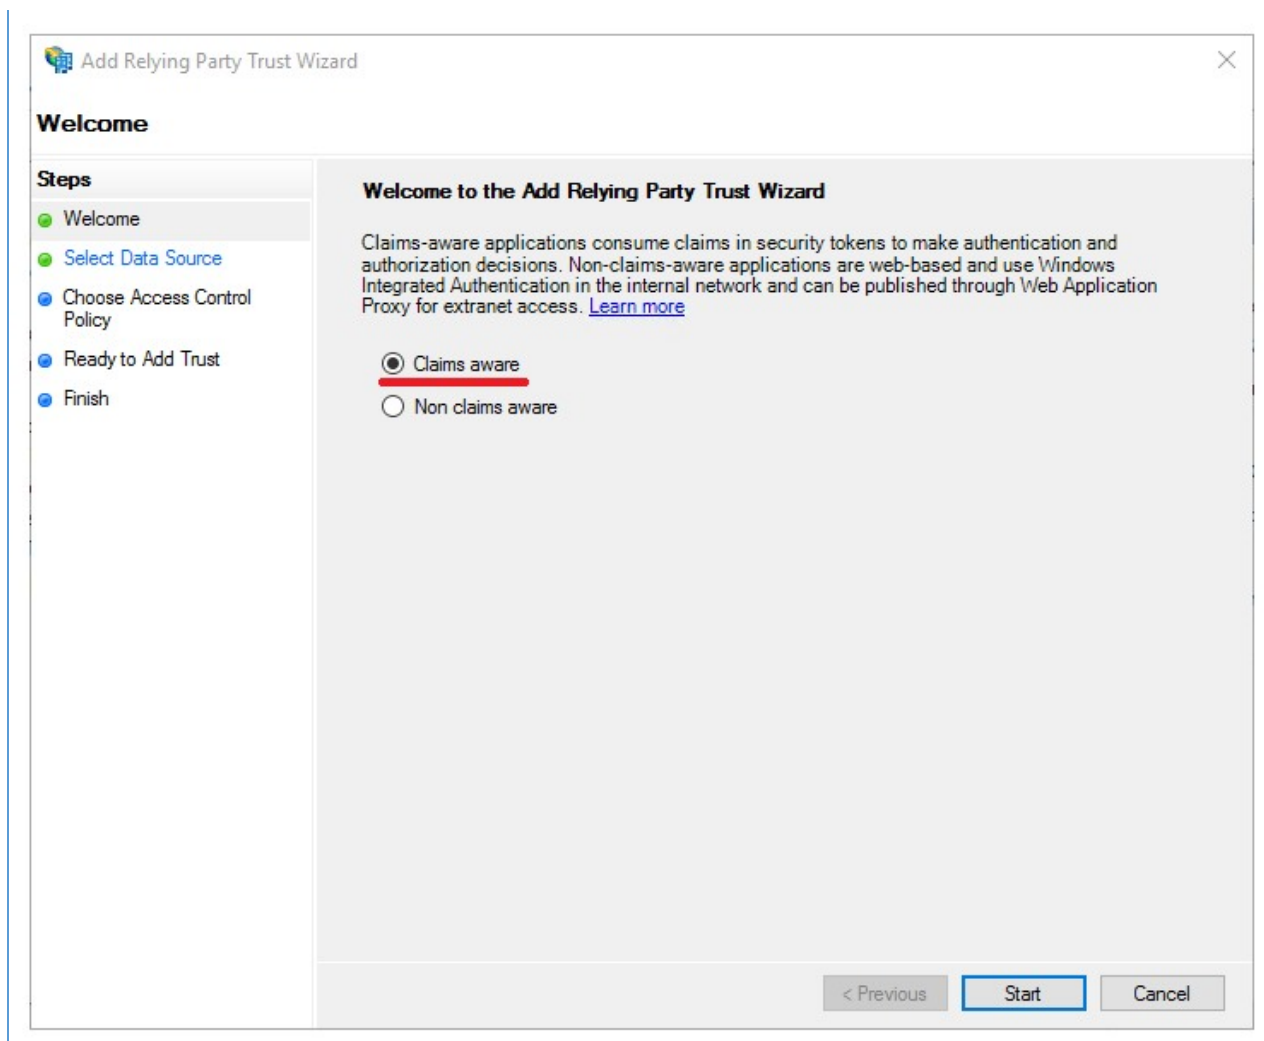 Add Relying Party Trust Wizard
Welcome
Steps
Welcome
Select Data Source
Choose Access Control
Policy
Ready to Add Trust
Finish
Welcome to the Add Relying Party Trust Wizard
Claims-aware applications consume claims in security tokens to make authentication and
authorization decisions. Non-claims-aware applications are web-based and use Windows
Integrated Authentication in the internal network and can be published through Web Application
Proxy for extranet access. Learn more
Claims aware
Non claims aware
< Previous
Start
Cancel